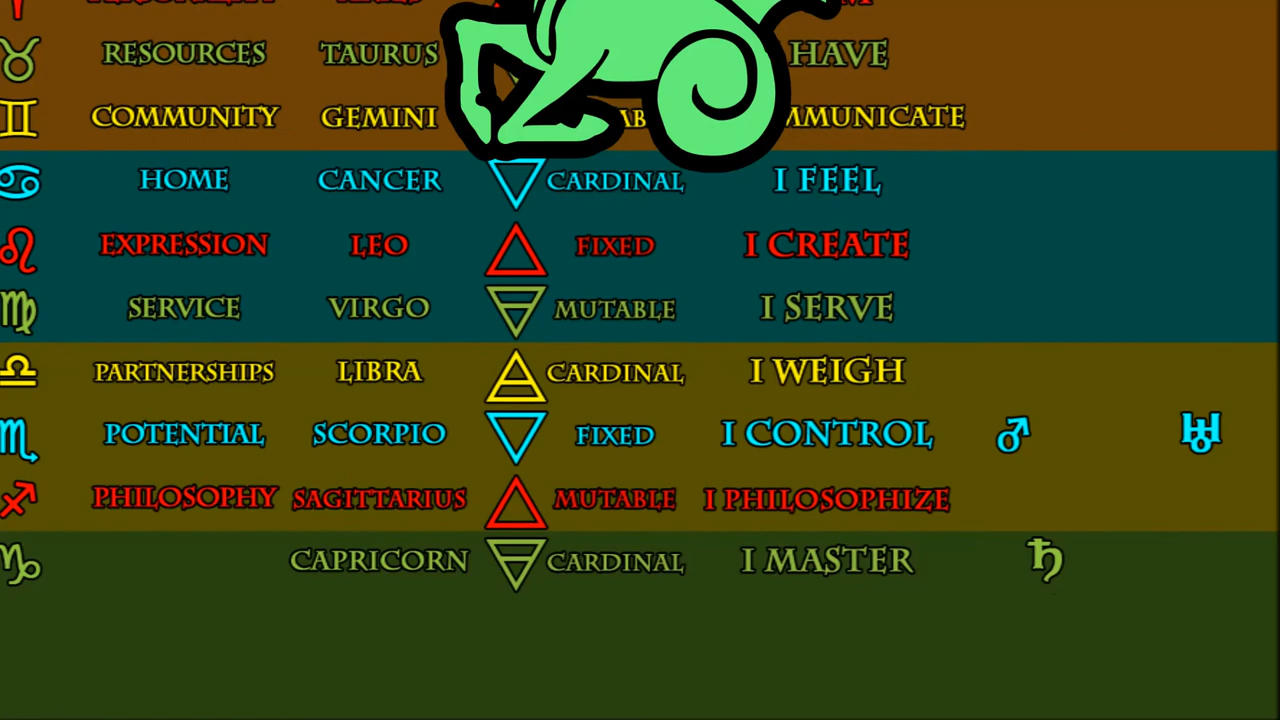 ♉ RESOURCES TAURUS HAVE
♊ COMMUNITY GEMINI MMUNICATE
♋ HOME CANCER CARDINAL I FEEL
♌ EXPRESSION LEO FIXED I CREATE
♍ SERVICE VIRGO MUTABLE I SERVE
♎ PARTNERSHIPS LIBRA CARDINAL I WEIGH
♏ POTENTIAL SCORPIO FIXED I CONTROL ♂ ♅
♐ PHILOSOPHY SAGITTARIUS MUTABLE I PHILOSOPHIZE
♑ CAPRICORN CARDINAL I MASTER ♄